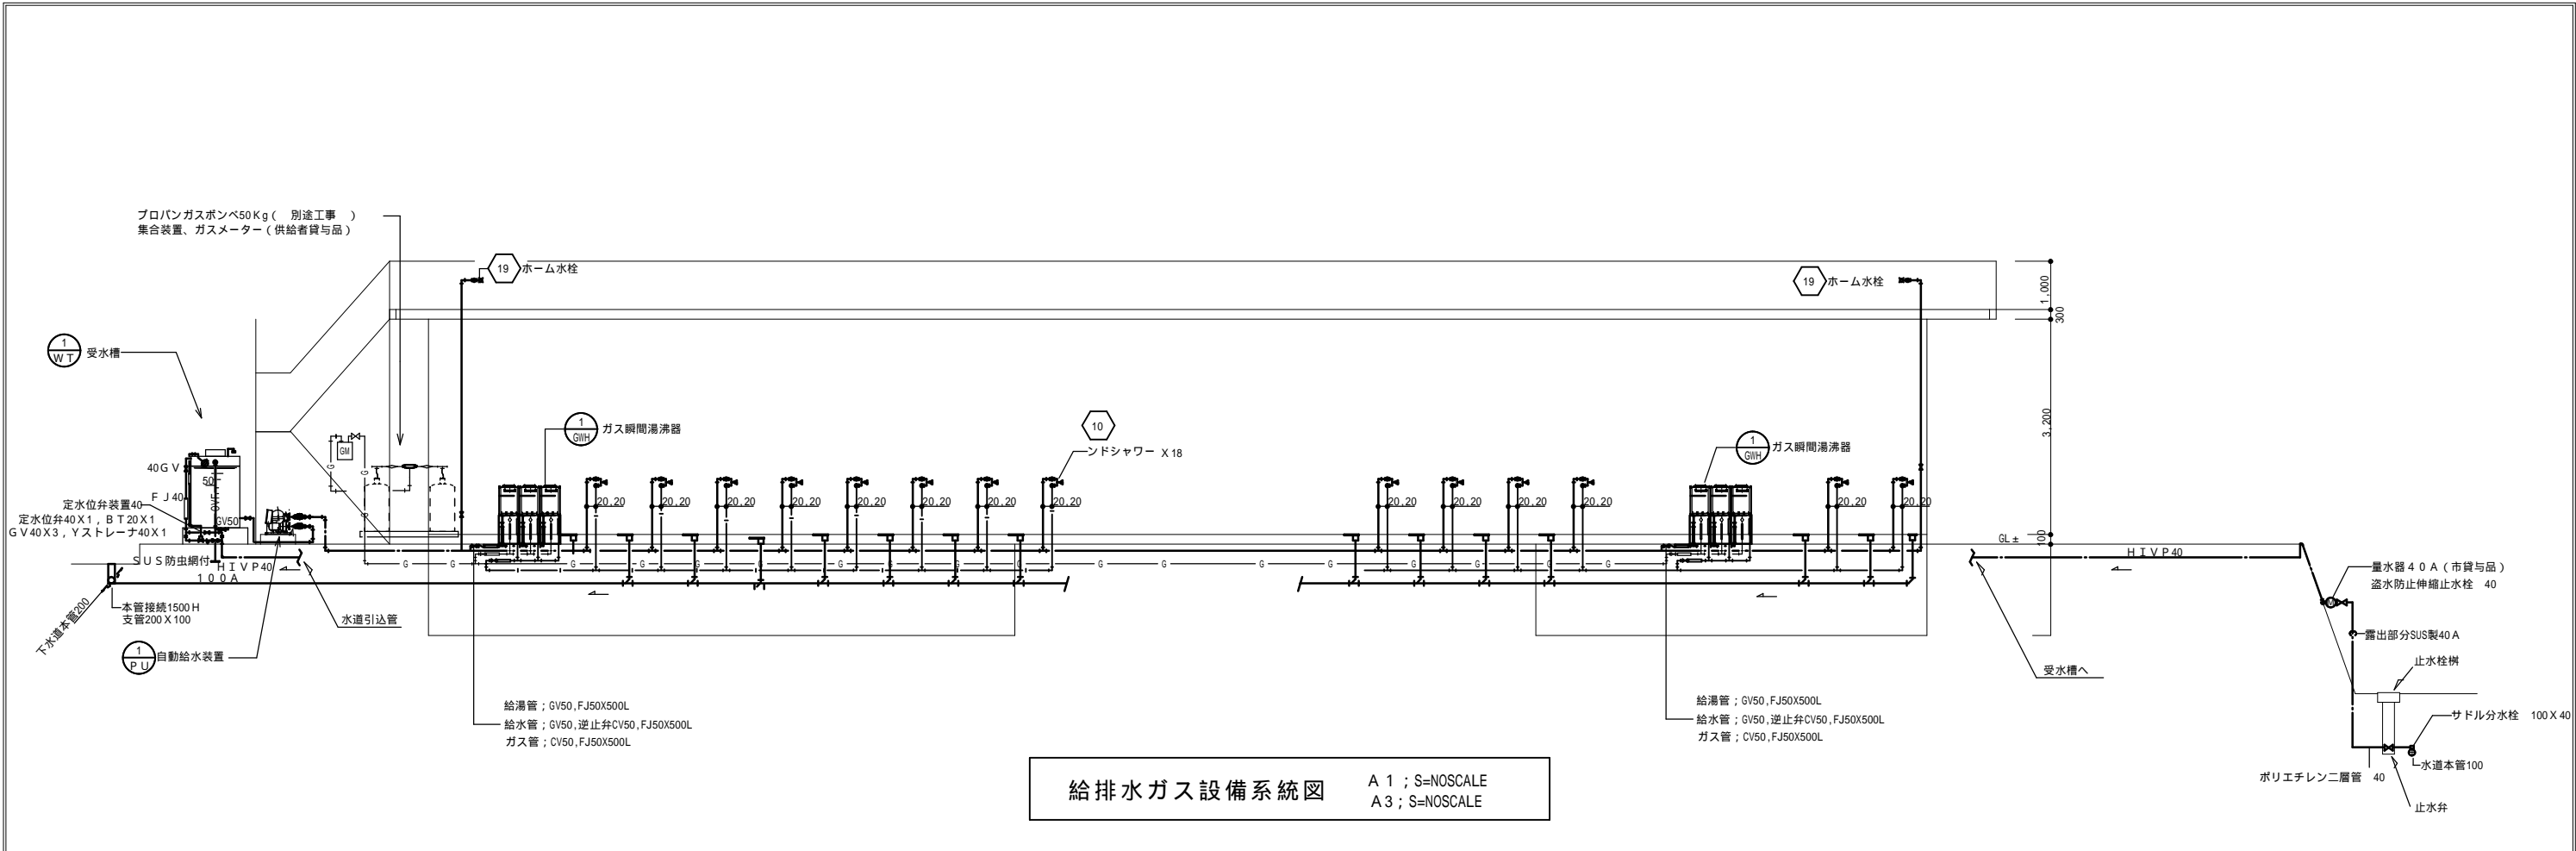 プロパンガスボンベ50Kg（　別途工事　）
集合装置、ガスメーター（供給者貸与品）
19
ホーム水栓
19
ホーム水栓
1,000
300
3,200
100
1
WT
受水槽
1
GWH
ガス瞬間湯沸器
10
ンドシャワー X18
1
GWH
ガス瞬間湯沸器
GM
G
G
G
40GV
50
FJ40
GV50
定水位弁装置40
定水位弁40X1，BT20X1
GV40X3，Yストレーナ40X1
SUS防虫網付
HIVP40
100A
20,20
20,20
20,20
20,20
20,20
20,20
20,20
20,20
20,20
20,20
20,20
20,20
20,20
20,20
G G G G G G G G G G G G G G G G G G
GL±
HIVP40
本管接続1500H
支管200X100
下水道本管200
水道引込管
1
PU
自動給水装置
給湯管；GV50,FJ50X500L
給水管；GV50,逆止弁CV50,FJ50X500L
ガス管；CV50,FJ50X500L
給湯管；GV50,FJ50X500L
給水管；GV50,逆止弁CV50,FJ50X500L
ガス管；CV50,FJ50X500L
受水槽へ
量水器40A（市貸与品）
盗水防止伸縮止水栓　40
M
露出部分SUS製40A
止水栓桝
サドル分水栓　100X40
水道本管100
ポリエチレン二層管　40
止水弁
給排水ガス設備系統図
A1；S=NOSCALE
A3；S=NOSCALE